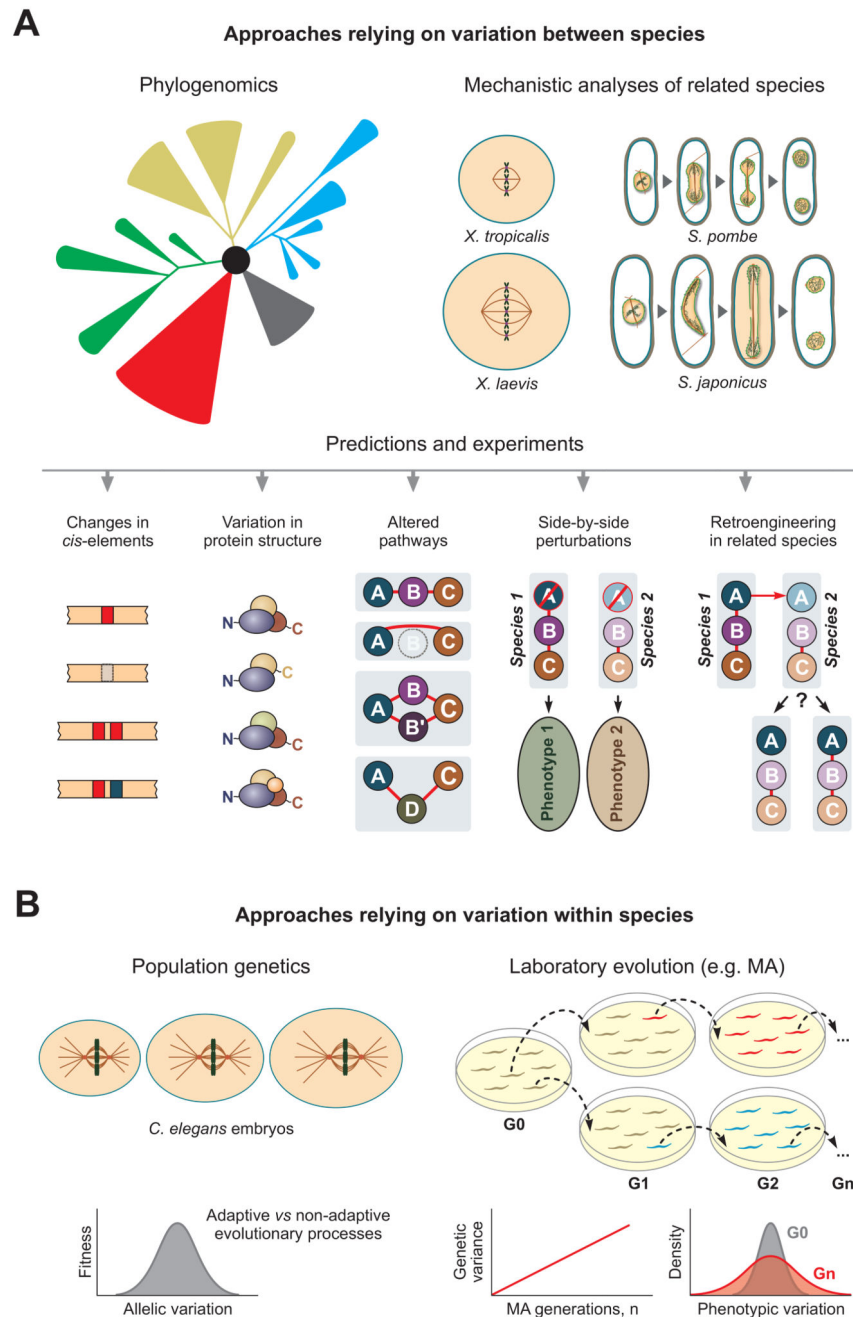 A
Approaches relying on variation between species
Phylogenomics
Mechanistic analyses of related species
X. tropicalis
S. pombe
X. laevis
S. japonicus
Predictions and experiments
Changes in
cis-elements
Variation in
protein structure
Altered
pathways
Side-by-side
perturbations
Retroengineering
in related species
N
C
N
C
N
C
N
C
A B C
A B C
B
A C
B'
A C
D
Species 1
A
B
C
Species 2
A
B
C
Phenotype 1
Phenotype 2
Species 1
A
B
C
Species 2
A
B
C
?
A
B
C
A
B
C
B
Approaches relying on variation within species
Population genetics
Laboratory evolution (e.g. MA)
C. elegans embryos
G0
...
...
G1
G2
Gn
Fitness
Adaptive vs non-adaptive
evolutionary processes
Allelic variation
Genetic
variance
MA generations, n
Density
G0
Gn
Phenotypic variation